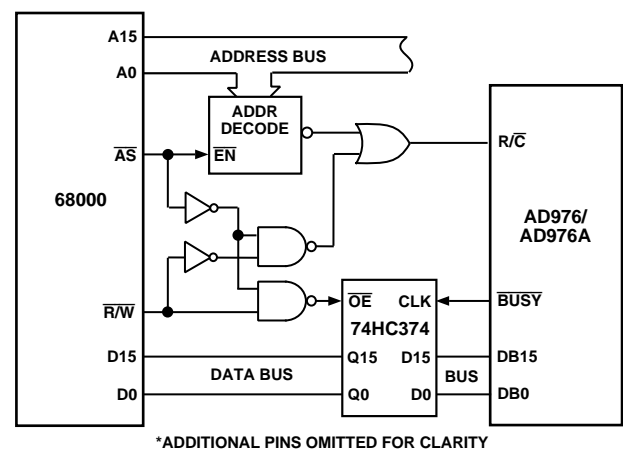 A15
ADDRESS BUS
A0
ADDR
DECODE
AS
EN
R/C
68000
AD976/
AD976A
R/W
OE CLK
BUSY
74HC374
D15
Q15 D15
DB15
DATA BUS
BUS
D0
Q0 D0
DB0
*ADDITIONAL PINS OMITTED FOR CLARITY